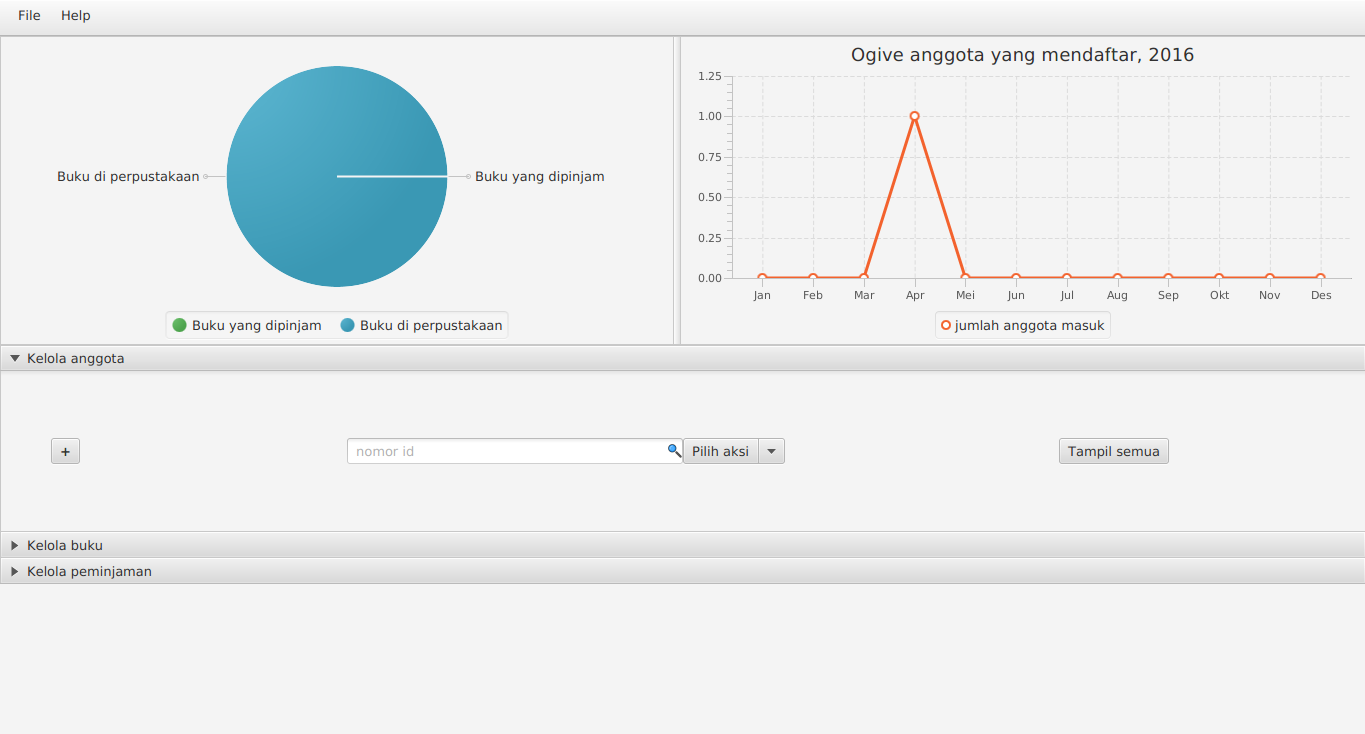 File Help
Buku di perpustakaan
Buku yang dipinjam
Buku yang dipinjam Buku di perpustakaan
Ogive anggota yang mendaftar, 2016
1.25
1.00
0.75
0.50
0.25
0.00
Jan Feb Mar Apr Mei Jun Jul Aug Sep Okt Nov Des
jumlah anggota masuk
Kelola anggota
+ nomor id Pilih aksi Tampil semua
Kelola buku
Kelola peminjaman